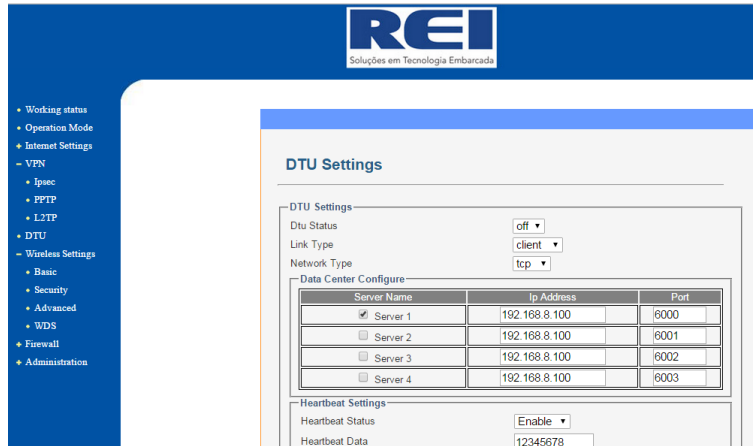 REI
Soluções em Tecnologia Embarcada
Working status
Operation Mode
Internet Settings
VPN
Ipsec
PPTP
L2TP
DTU
Wireless Settings
Basic
Security
Advanced
WDS
Firewall
Administration
DTU Settings
DTU Settings
Dtu Status off
Link Type client
Network Type tcp
Data Center Configure
Server Name Ip Address Port
Server 1 192.168.8.100 6000
Server 2 192.168.8.100 6001
Server 3 192.168.8.100 6002
Server 4 192.168.8.100 6003
Heartbeat Settings
Heartbeat Status Enable
Heartbeat Data 12345678